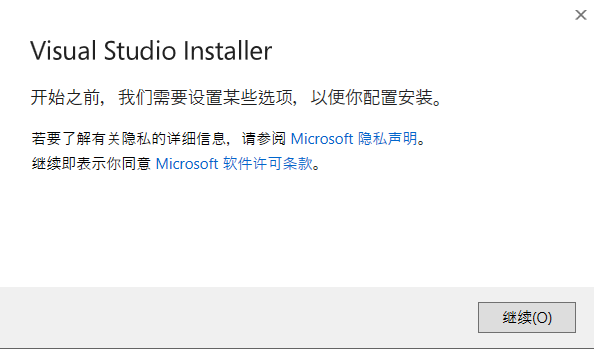 Visual Studio Installer
开始之前，我们需要设置某些选项，以便你配置安装。
若要了解有关隐私的详细信息，请参阅 Microsoft 隐私声明。
继续即表示你同意 Microsoft 软件许可条款。
继续(O)